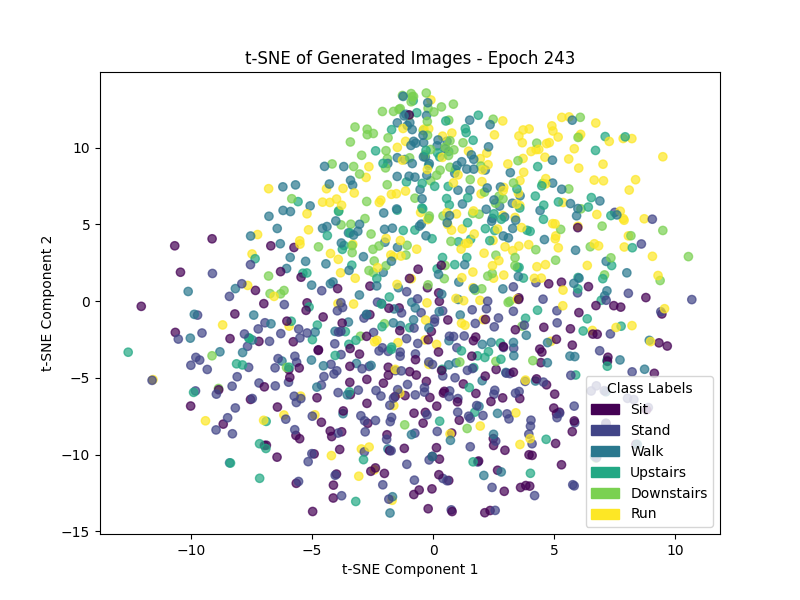 t-SNE of Generated Images - Epoch 243
t-SNE Component 2
10
5
0
−5
−10
−15
Class Labels
Sit
Stand
Walk
Upstairs
Downstairs
Run
−10
−5
0
5
10
t-SNE Component 1